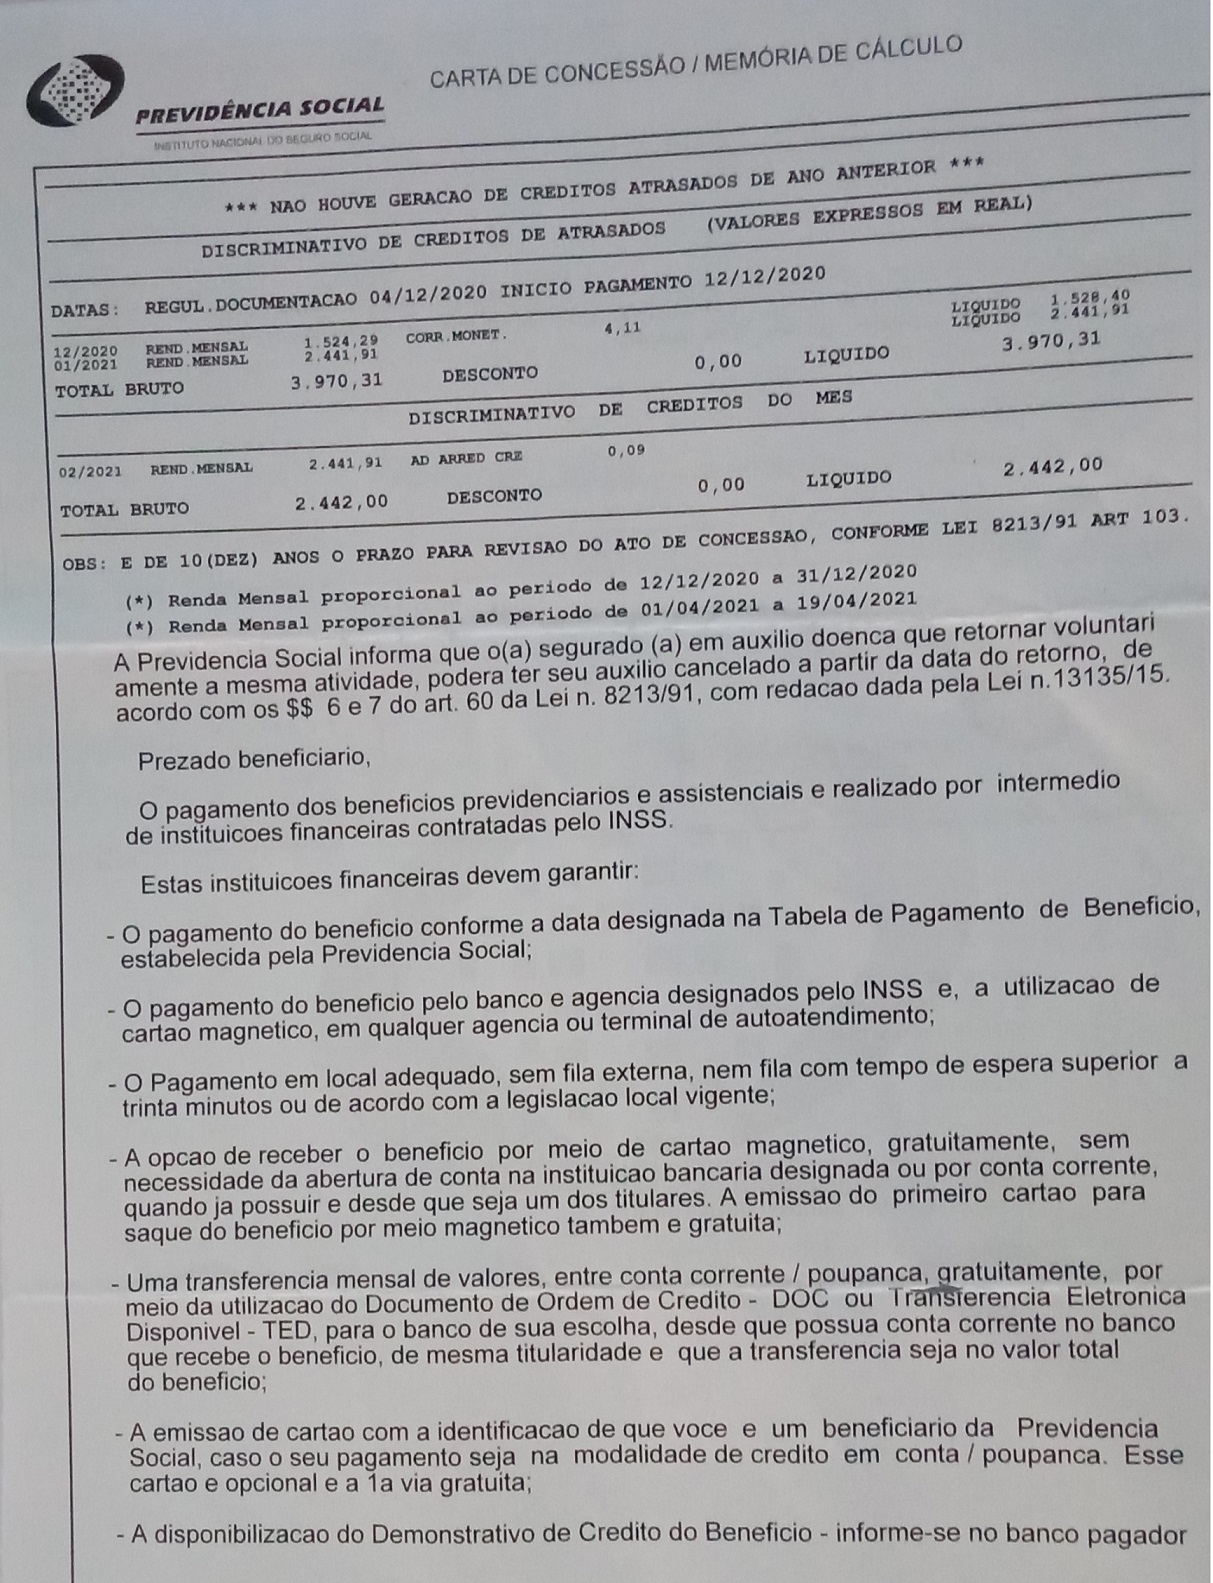 CARTA DE CONCESSÃO / MEMÓRIA DE CÁLCULO
PREVIDÊNCIA SOCIAL
INSTITUTO NACIONAL DO SEGURO SOCIAL
*** NAO HOUVE GERACAO DE CREDITOS ATRASADOS DE ANO ANTERIOR ***
DISCRIMINATIVO DE CREDITOS DE ATRASADOS (VALORES EXPRESSOS EM REAL)
DATAS: REGUL.DOCUMENTACAO 04/12/2020 INICIO PAGAMENTO 12/12/2020
12/2020 REND.MENSAL 1.524,29 CORR.MONET. 4,11 LIQUIDO 1.528,40
01/2021 REND.MENSAL 2.441,91 LIQUIDO 2.441,91
TOTAL BRUTO 3.970,31 DESCONTO 0,00 LIQUIDO 3.970,31
DISCRIMINATIVO DE CREDITOS DO MES
02/2021 REND.MENSAL 2.441,91 AD ARRED CRE 0,09
TOTAL BRUTO 2.442,00 DESCONTO 0,00 LIQUIDO 2.442,00
OBS: E DE 10(DEZ) ANOS O PRAZO PARA REVISAO DO ATO DE CONCESSAO, CONFORME LEI 8213/91 ART 103.
(*) Renda Mensal proporcional ao periodo de 12/12/2020 a 31/12/2020
(*) Renda Mensal proporcional ao periodo de 01/04/2021 a 19/04/2021
A Previdencia Social informa que o(a) segurado (a) em auxilio doenca que retornar voluntari
amente a mesma atividade, podera ter seu auxilio cancelado a partir da data do retorno, de
acordo com os $$ 6 e 7 do art. 60 da Lei n. 8213/91, com redacao dada pela Lei n.13135/15.
Prezado beneficiario,
O pagamento dos beneficios previdenciarios e assistenciais e realizado por intermedio
de instituicoes financeiras contratadas pelo INSS.
Estas instituicoes financeiras devem garantir:
- O pagamento do beneficio conforme a data designada na Tabela de Pagamento de Beneficio,
estabelecida pela Previdencia Social;
- O pagamento do beneficio pelo banco e agencia designados pelo INSS e, a utilizacao de
cartao magnetico, em qualquer agencia ou terminal de autoatendimento;
- O Pagamento em local adequado, sem fila externa, nem fila com tempo de espera superior a
trinta minutos ou de acordo com a legislacao local vigente;
- A opcao de receber o beneficio por meio de cartao magnetico, gratuitamente, sem
necessidade da abertura de conta na instituicao bancaria designada ou por conta corrente,
quando ja possuir e desde que seja um dos titulares. A emissao do primeiro cartao para
saque do beneficio por meio magnetico tambem e gratuita;
- Uma transferencia mensal de valores, entre conta corrente / poupanca, gratuitamente, por
meio da utilizacao do Documento de Ordem de Credito - DOC ou Transferencia Eletronica
Disponivel - TED, para o banco de sua escolha, desde que possua conta corrente no banco
que recebe o beneficio, de mesma titularidade e que a transferencia seja no valor total
do beneficio;
- A emissao de cartao com a identificacao de que voce e um beneficiario da Previdencia
Social, caso o seu pagamento seja na modalidade de credito em conta / poupanca. Esse
cartao e opcional e a 1a via gratuita;
- A disponibilizacao do Demonstrativo de Credito do Beneficio - informe-se no banco pagador